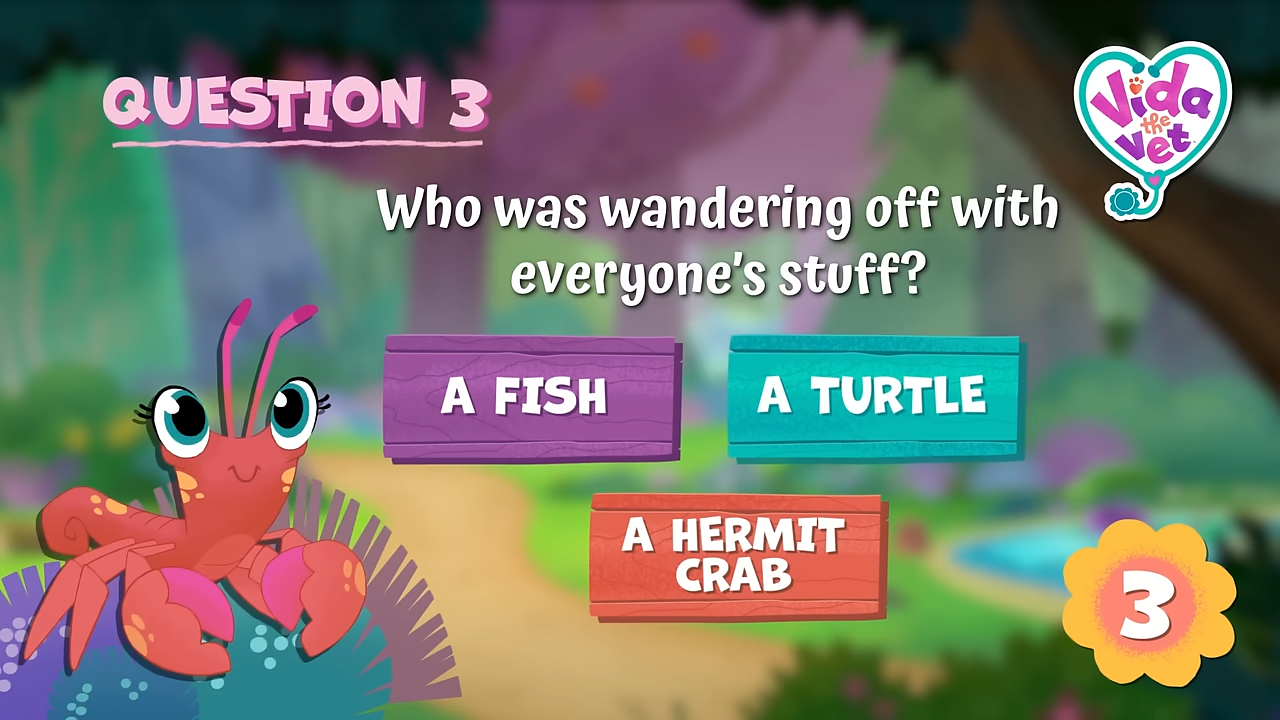 QUESTION 3
Vida
the
Vet
Who was wandering off with
everyone's stuff?
A FISH
A TURTLE
A HERMIT
CRAB
3